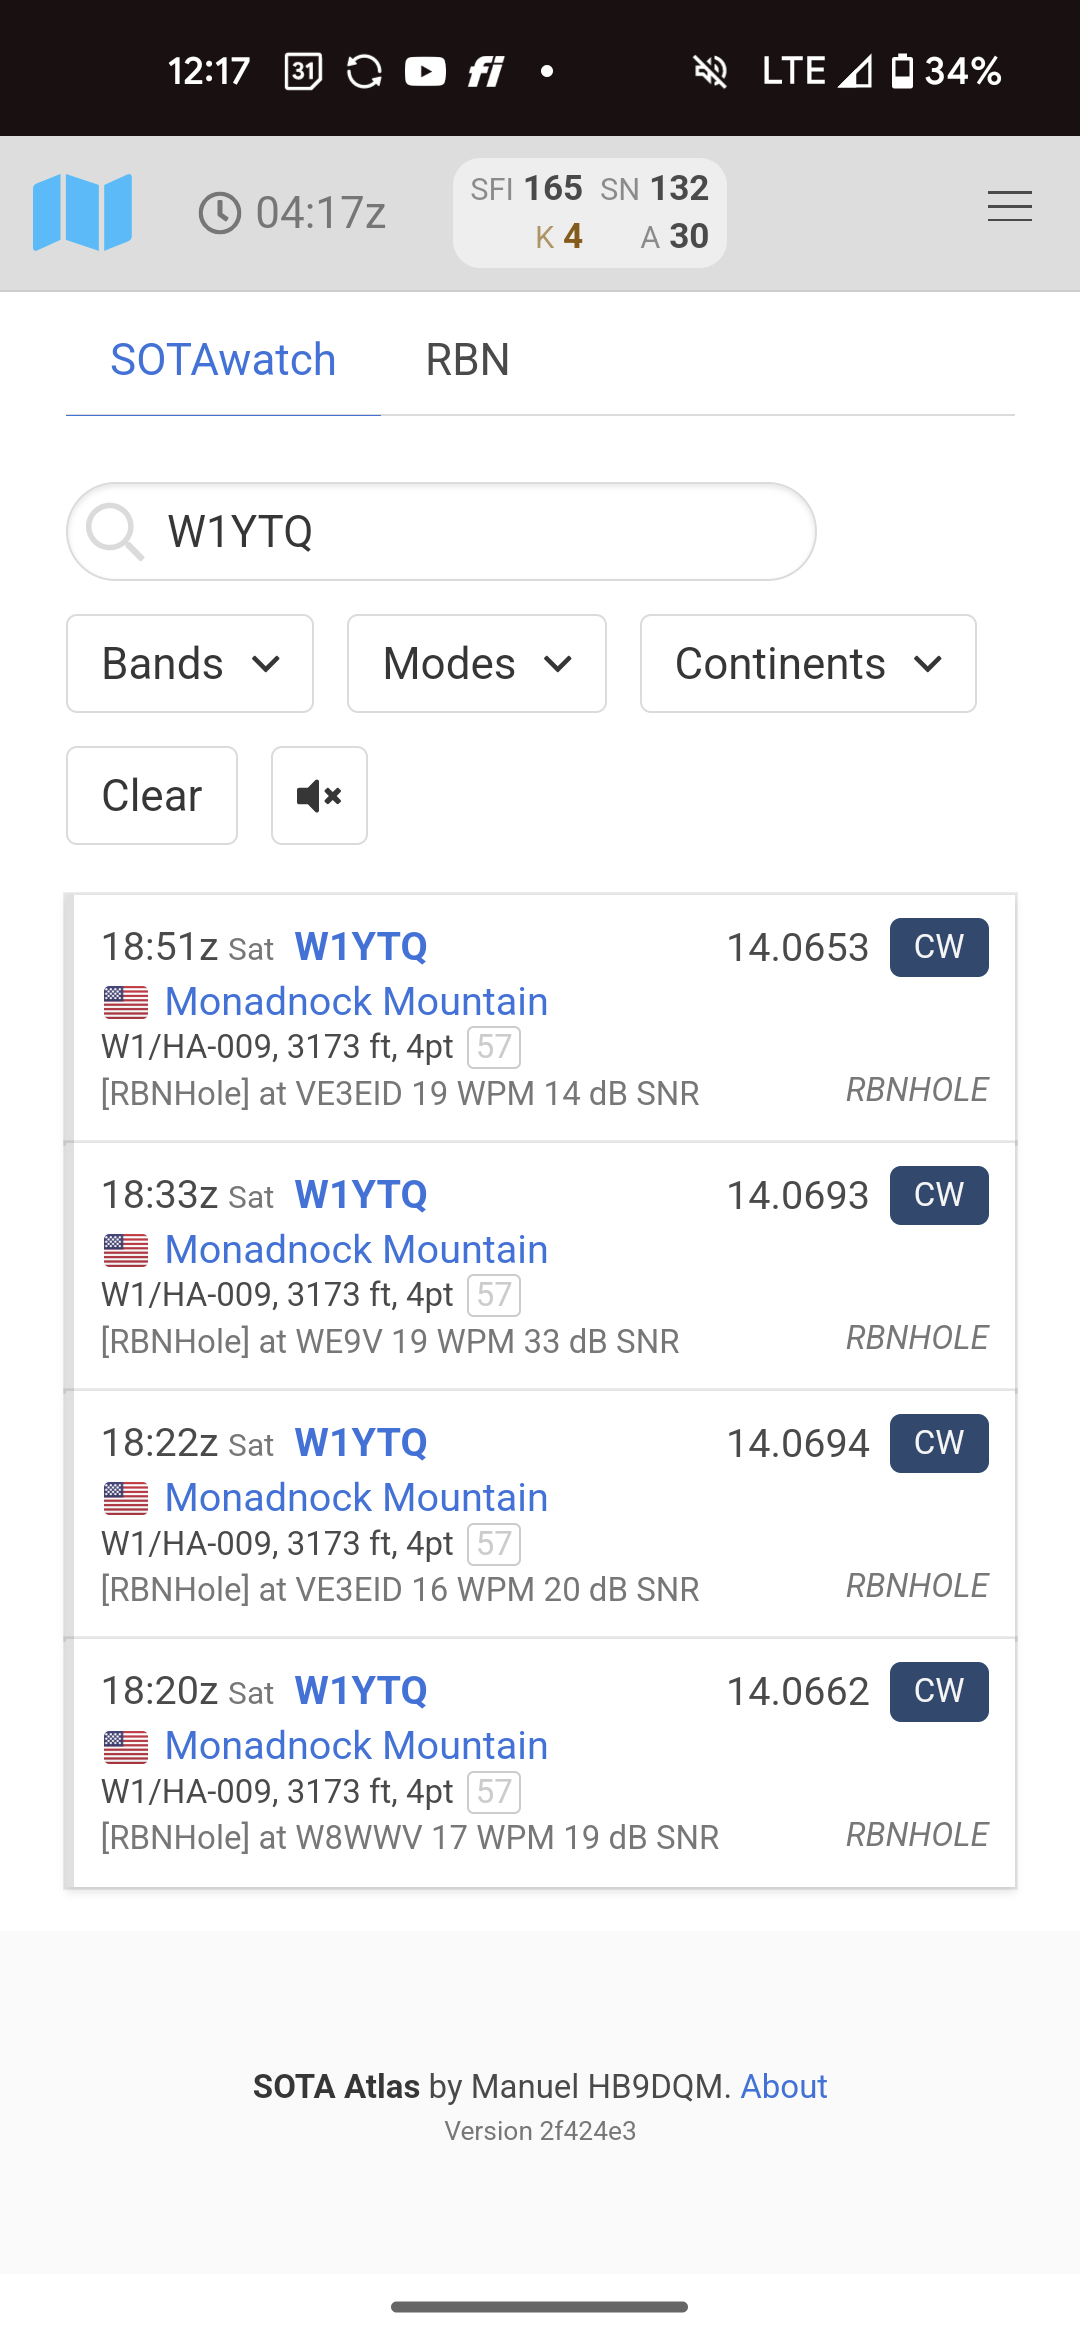 12:17 31 fi LTE 34%
04:17z SFI 165 SN 132
K 4 A 30
SOTAwatch RBN
W1YTQ
Bands Modes Continents
Clear
18:51z Sat W1YTQ 14.0653 CW
Monadnock Mountain
W1/HA-009, 3173 ft, 4pt 57
[RBNHole] at VE3EID 19 WPM 14 dB SNR RBNHOLE
18:33z Sat W1YTQ 14.0693 CW
Monadnock Mountain
W1/HA-009, 3173 ft, 4pt 57
[RBNHole] at WE9V 19 WPM 33 dB SNR RBNHOLE
18:22z Sat W1YTQ 14.0694 CW
Monadnock Mountain
W1/HA-009, 3173 ft, 4pt 57
[RBNHole] at VE3EID 16 WPM 20 dB SNR RBNHOLE
18:20z Sat W1YTQ 14.0662 CW
Monadnock Mountain
W1/HA-009, 3173 ft, 4pt 57
[RBNHole] at W8WWV 17 WPM 19 dB SNR RBNHOLE
SOTA Atlas by Manuel HB9DQM. About
Version 2f424e3